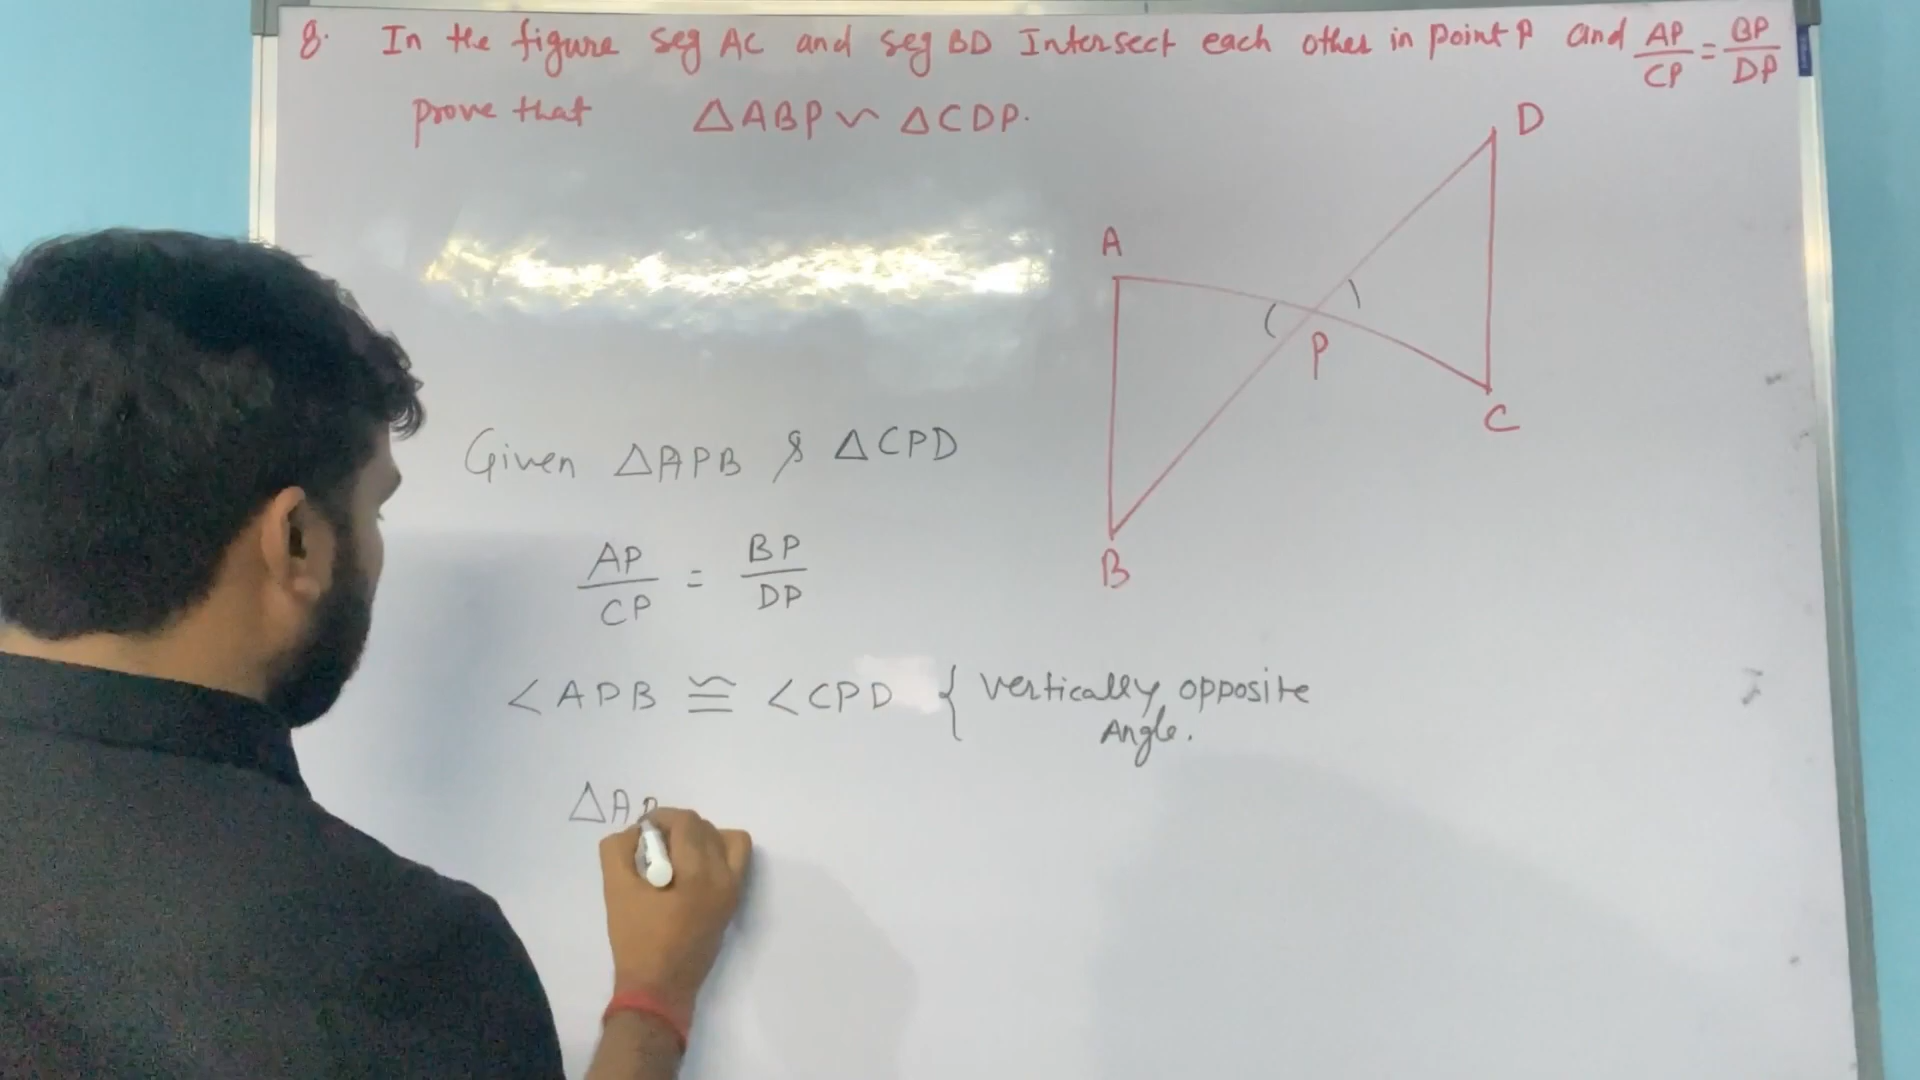 8. In the figure seg AC and seg BD Intersect each other in point P and AP/CP = BP/DP
prove that △ABP ~ △CDP.
D
A
P
C
B
Given △APB & △CPD
AP/CP = BP/DP
<APB ≅ <CPD { vertically opposite
Angle.
△AP